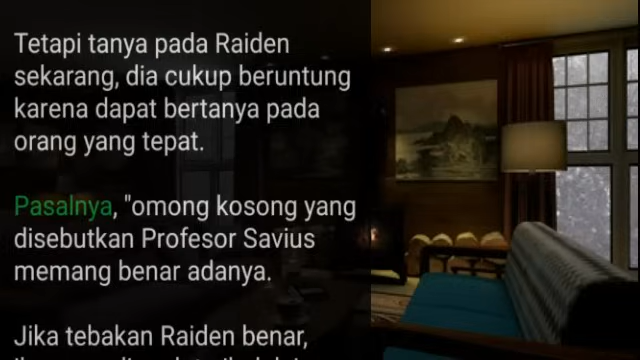 Tetapi tanya pada Raiden
sekarang, dia cukup beruntung
karena dapat bertanya pada
orang yang tepat.
Pasalnya, "omong kosong yang
disebutkan Profesor Savius
memang benar adanya.
Jika tebakan Raiden benar,